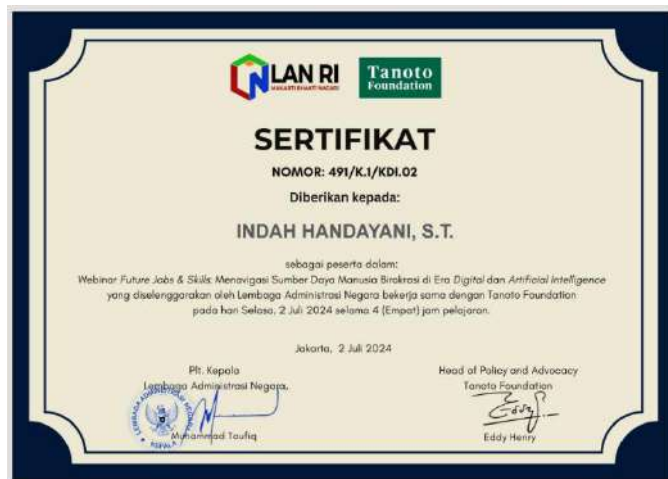 LAN RI
MAKARTI BHAKTI NAGARI
Tanoto
Foundation
SERTIFIKAT
NOMOR: 491/K.1/KDI.02
Diberikan kepada:
INDAH HANDAYANI, S.T.
sebagai peserta dalam:
Webinar Future Jobs & Skills: Menavigasi Sumber Daya Manusia Birokrasi di Era Digital dan Artificial Intelligence
yang diselenggarakan oleh Lembaga Administrasi Negara bekerja sama dengan Tanoto Foundation
pada hari Selasa, 2 Juli 2024 selama 4 (Empat) jam pelajaran.
Jakarta, 2 Juli 2024
Plt. Kepala
Lembaga Administrasi Negara,
Muhammad Taufiq
Head of Policy and Advocacy
Tanoto Foundation
Eddy Henry